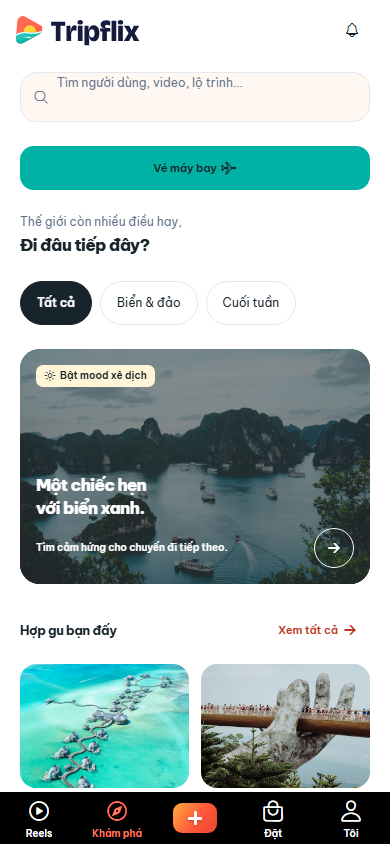 Tripflix
Tìm người dùng, video, lộ trình...
Vé máy bay
Thế giới còn nhiều điều hay,
Đi đâu tiếp đây?
Tất cả
Biển & đảo
Cuối tuần
Bật mood xê dịch
Một chiếc hẹn
với biển xanh.
Tìm cảm hứng cho chuyến đi tiếp theo.
Hợp gu bạn đấy
Xem tất cả
Reels
Khám phá
Đặt
Tôi